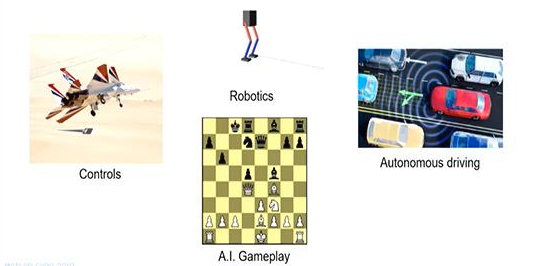 Robotics
Autonomous driving
Controls
A.I. Gameplay